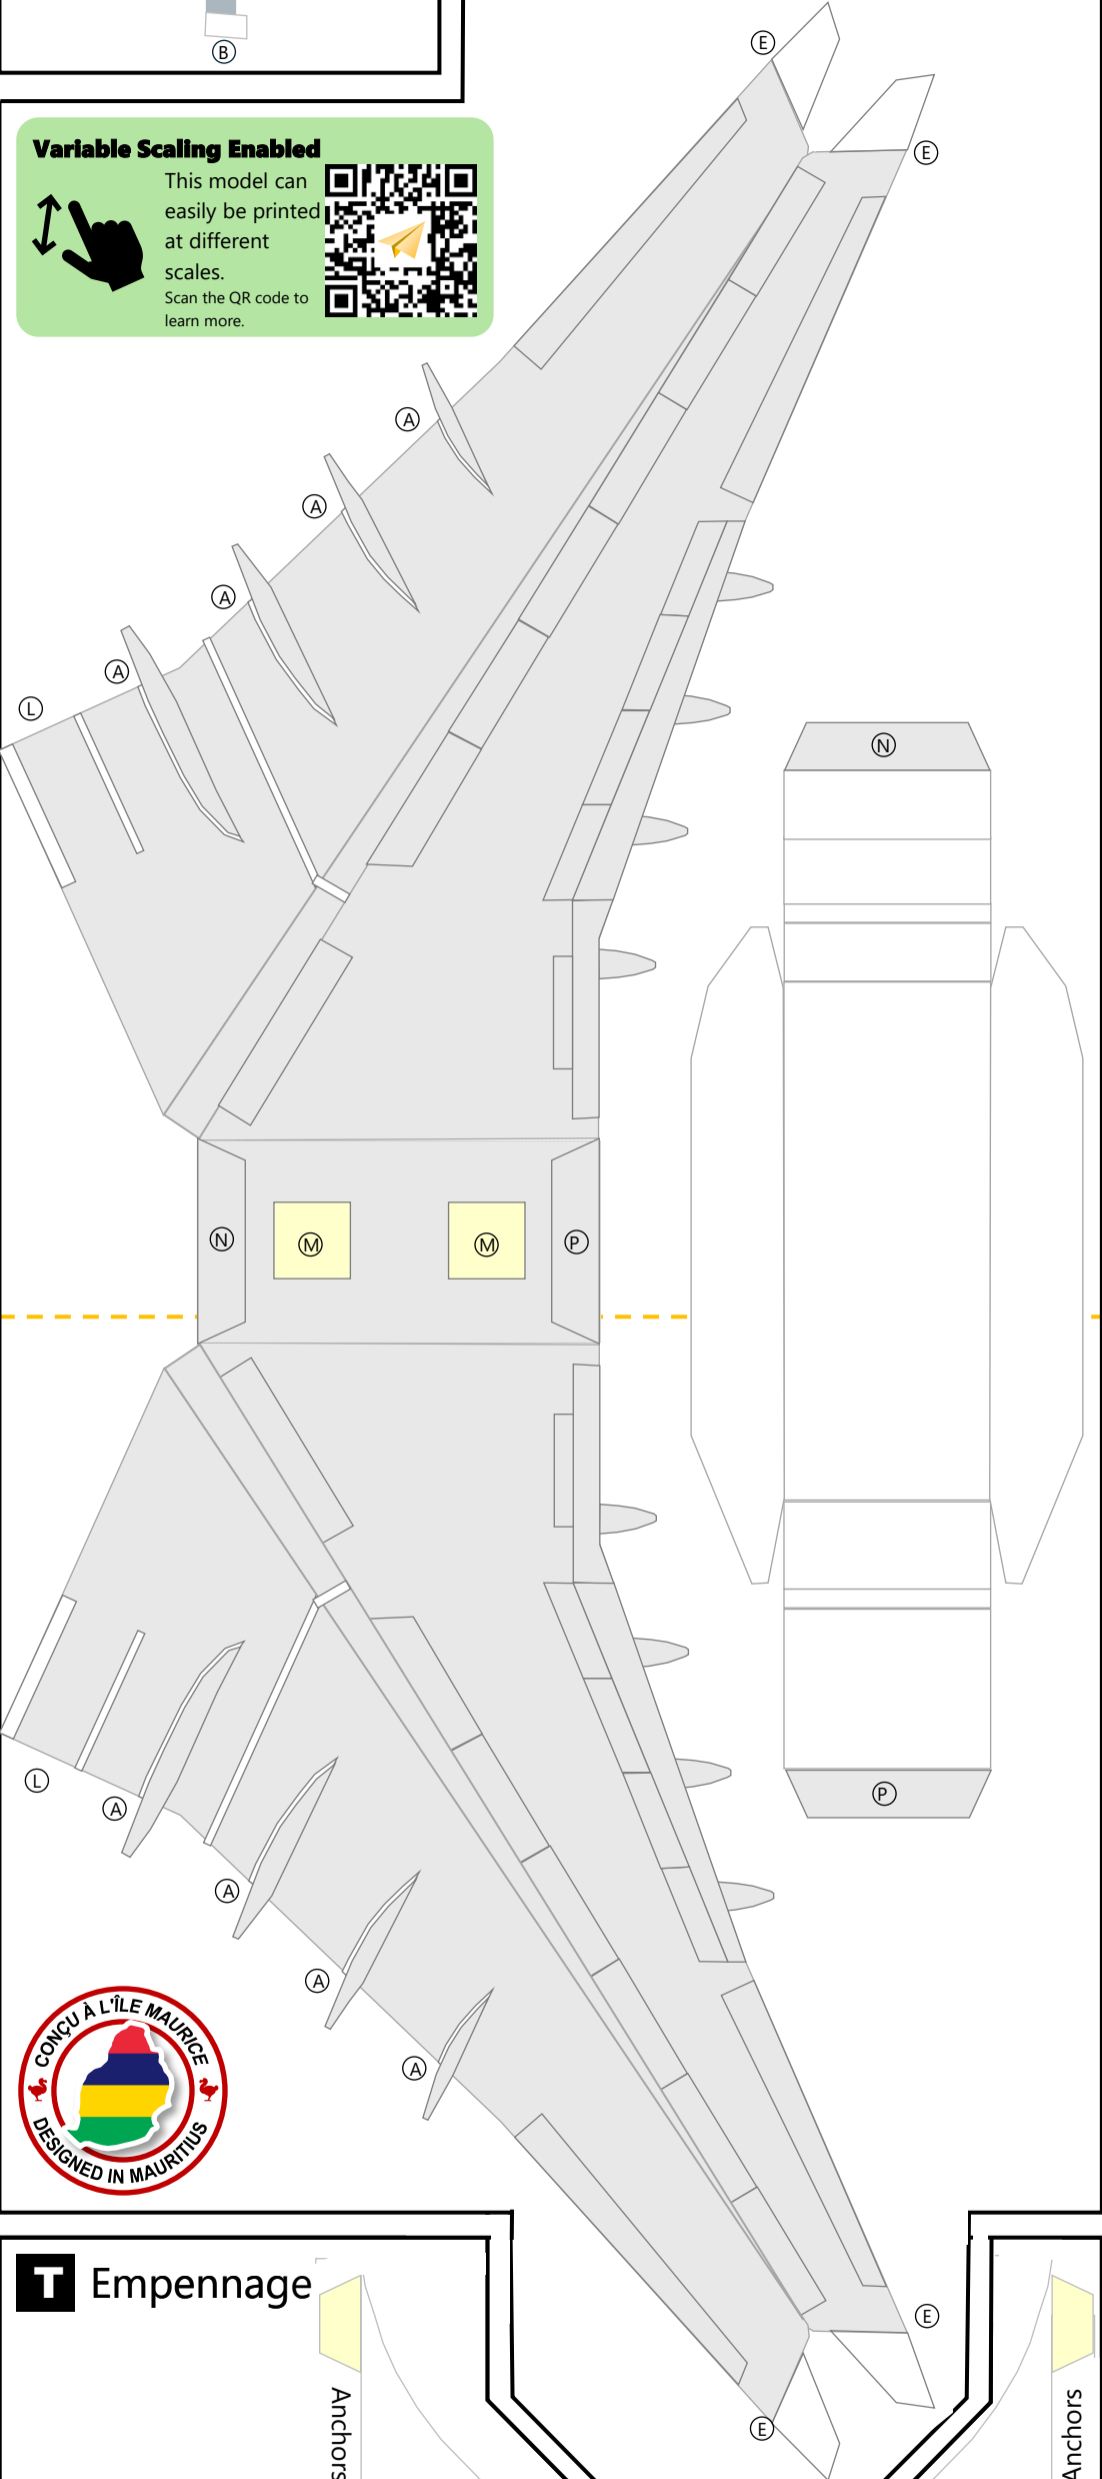 B
E
E
Variable Scaling Enabled
This model can
easily be printed
at different
scales.
Scan the QR code to
learn more.
A
A
A
A
L
N
N
M
M
P
L
A
P
A
A
A
CONÇU À L'ÎLE MAURICE
DESIGNED IN MAURITIUS
T Empennage
E
E
Anchors
Anchors